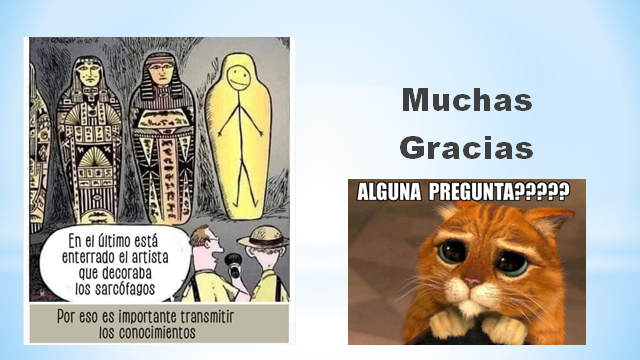 En el último está
enterrado el artista
que decoraba
los sarcófagos
Por eso es importante transmitir
los conocimientos
Muchas
Gracias
ALGUNA PREGUNTA?????